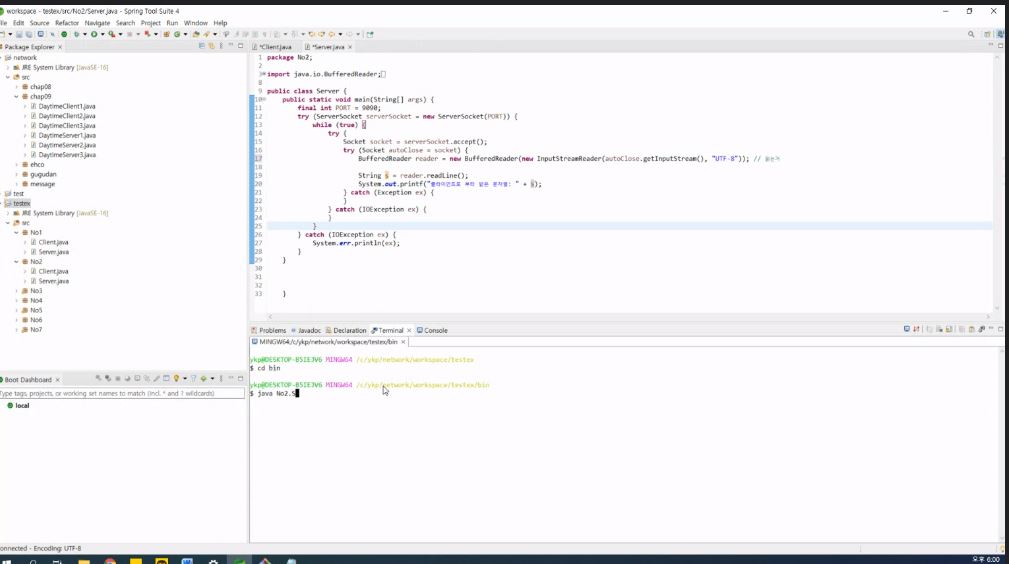 workspace - testex/src/No2/Server.java - Spring Tool Suite 4
File Edit Source Refactor Navigate Search Project Run Window Help
Package Explorer
network
JRE System Library [JavaSE-16]
src
chap08
chap09
DaytimeClient1.java
DaytimeClient2.java
DaytimeClient3.java
DaytimeServer1.java
DaytimeServer2.java
DaytimeServer3.java
ehco
gugudan
message
test
testex
JRE System Library [JavaSE-16]
src
No1
Client.java
Server.java
No2
Client.java
Server.java
No3
No4
No5
No6
No7
Boot Dashboard
Type tags, projects, or working set names to match (incl. * and ? wildcards)
local
*Client.java *Server.java
1 package No2;
2
3 import java.io.BufferedReader;
8
9 public class Server {
10 public static void main(String[] args) {
11 final int PORT = 9090;
12 try (ServerSocket serverSocket = new ServerSocket(PORT)) {
13 while (true) {
14 try {
15 Socket socket = serverSocket.accept();
16 try (Socket autoClose = socket) {
17 BufferedReader reader = new BufferedReader(new InputStreamReader(autoClose.getInputStream(), "UTF-8")); //
18
19 String s = reader.readLine();
20 System.out.printf("클라이언트로 부터 받은 문자열: " + s);
21 } catch (Exception ex) {
22 }
23 } catch (IOException ex) {
24 }
25 }
26 } catch (IOException ex) {
27 System.err.println(ex);
28 }
29 }
30
31
32
33 }
Problems Javadoc Declaration Terminal Console
MINGW64:/c/ykp/network/workspace/testex/bin
ykp@DESKTOP-B5IEJV6 MINGW64 /c/ykp/network/workspace/testex
$ cd bin
ykp@DESKTOP-B5IEJV6 MINGW64 /c/ykp/network/workspace/testex/bin
$ java No2.S
onnected - Encoding: UTF-8
오후 6:00